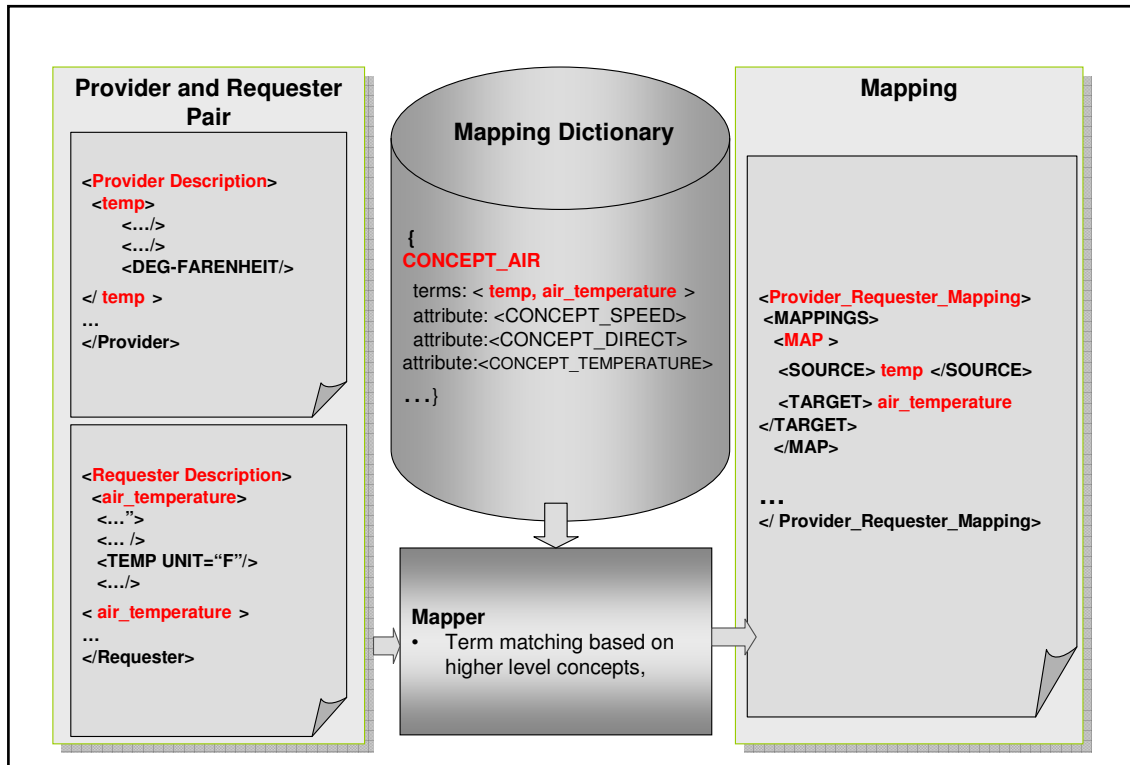 Provider and Requester
Pair
<Provider Description>
<temp>
<.../>
<.../>
<DEG-FARENHEIT/>
</ temp >
...
</Provider>
<Requester Description>
<air_temperature>
<...”>
<... />
<TEMP UNIT=“F”/>
<.../>
< air_temperature >
...
</Requester>
Mapping Dictionary
{
CONCEPT_AIR
terms: < temp, air_temperature >
attribute: <CONCEPT_SPEED>
attribute:<CONCEPT_DIRECT>
attribute:<CONCEPT_TEMPERATURE>
...}
Mapper
• Term matching based on
higher level concepts,
Mapping
<Provider_Requester_Mapping>
<MAPPINGS>
<MAP >
<SOURCE> temp </SOURCE>
<TARGET> air_temperature
</TARGET>
</MAP>
...
</ Provider_Requester_Mapping>